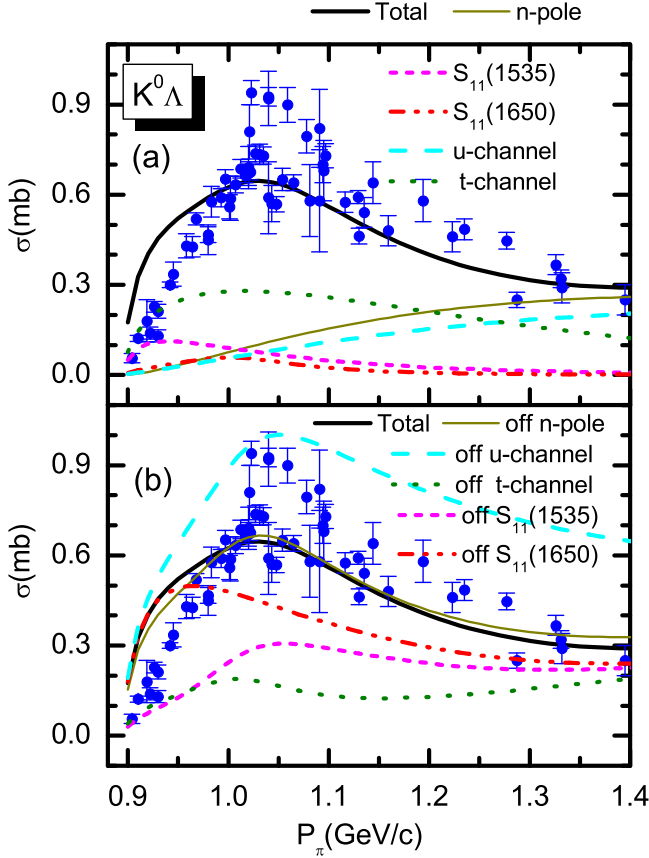 Total n-pole
0.9
K⁰Λ
S₁₁(1535)
S₁₁(1650)
(a)
u-channel
t-channel
0.6
σ(mb)
0.3
0.0
Total off n-pole
0.9
(b)
off u-channel
off t-channel
off S₁₁(1535)
off S₁₁(1650)
0.6
σ(mb)
0.3
0.0
0.9 1.0 1.1 1.2 1.3 1.4
P_π(GeV/c)